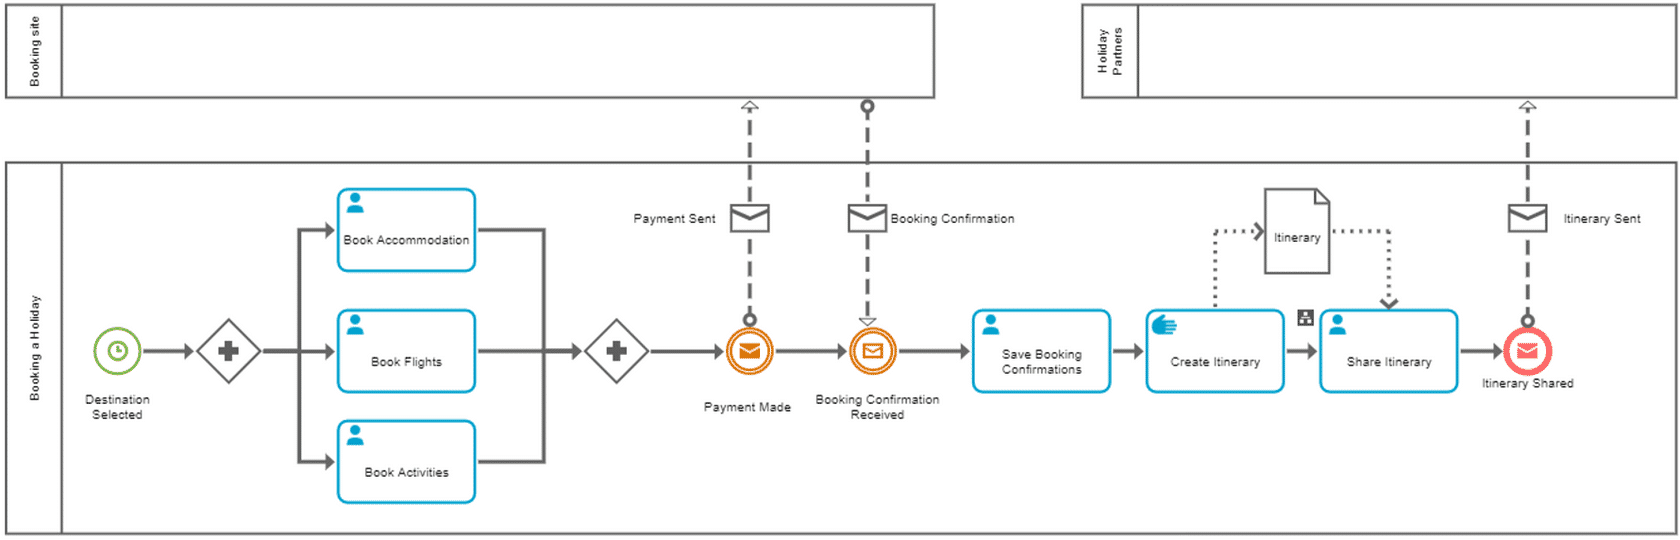 Booking site
Holiday
Partners
Booking a Holiday
Destination
Selected
Book Accommodation
Book Flights
Book Activities
Payment Sent
Payment Made
Booking Confirmation
Booking Confirmation
Received
Save Booking
Confirmations
Create Itinerary
Itinerary
Share Itinerary
Itinerary Sent
Itinerary Shared